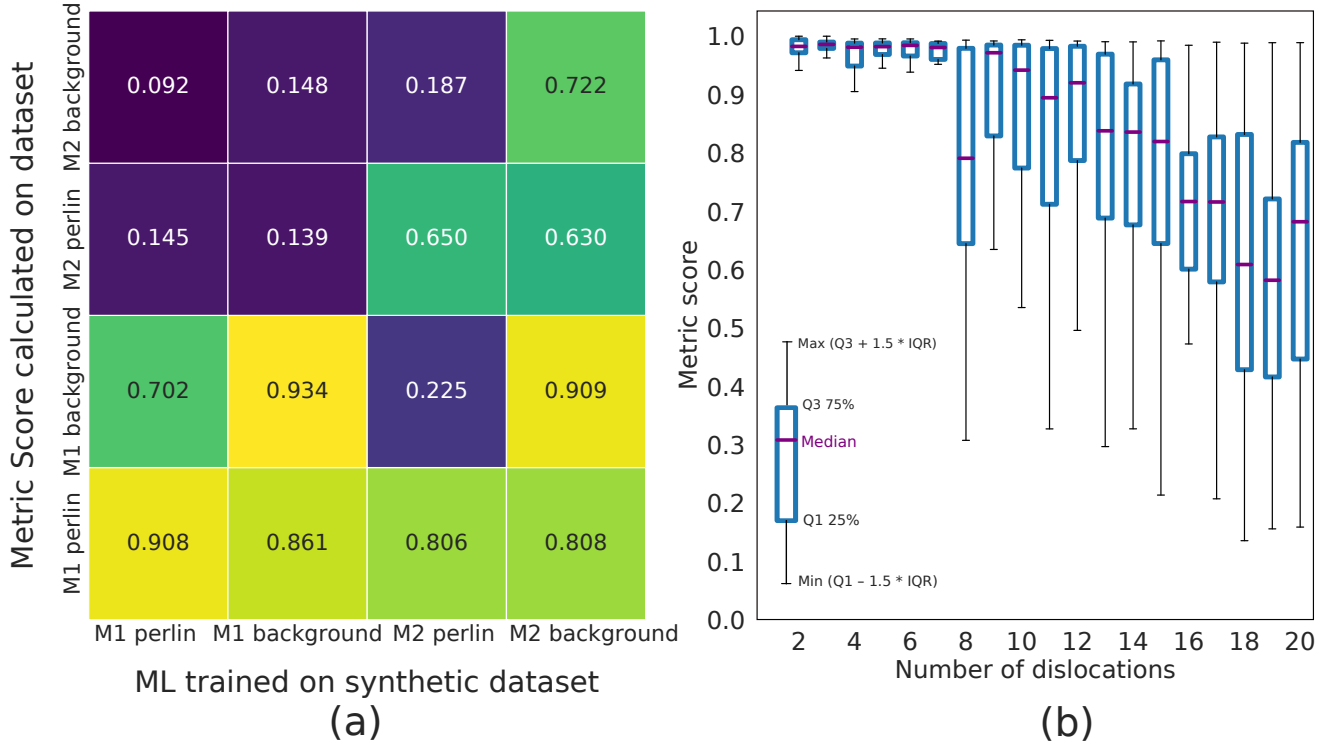 Metric Score calculated on dataset
M2 background
M2 perlin
M1 background
M1 perlin
0.092 0.148 0.187 0.722
0.145 0.139 0.650 0.630
0.702 0.934 0.225 0.909
0.908 0.861 0.806 0.808
M1 perlin M1 background M2 perlin M2 background
ML trained on synthetic dataset
(a)
Metric score
1.0
0.9
0.8
0.7
0.6
0.5
0.4
0.3
0.2
0.1
0.0
Max (Q3 + 1.5 * IQR)
Q3 75%
Median
Q1 25%
Min (Q1 – 1.5 * IQR)
2 4 6 8 10 12 14 16 18 20
Number of dislocations
(b)